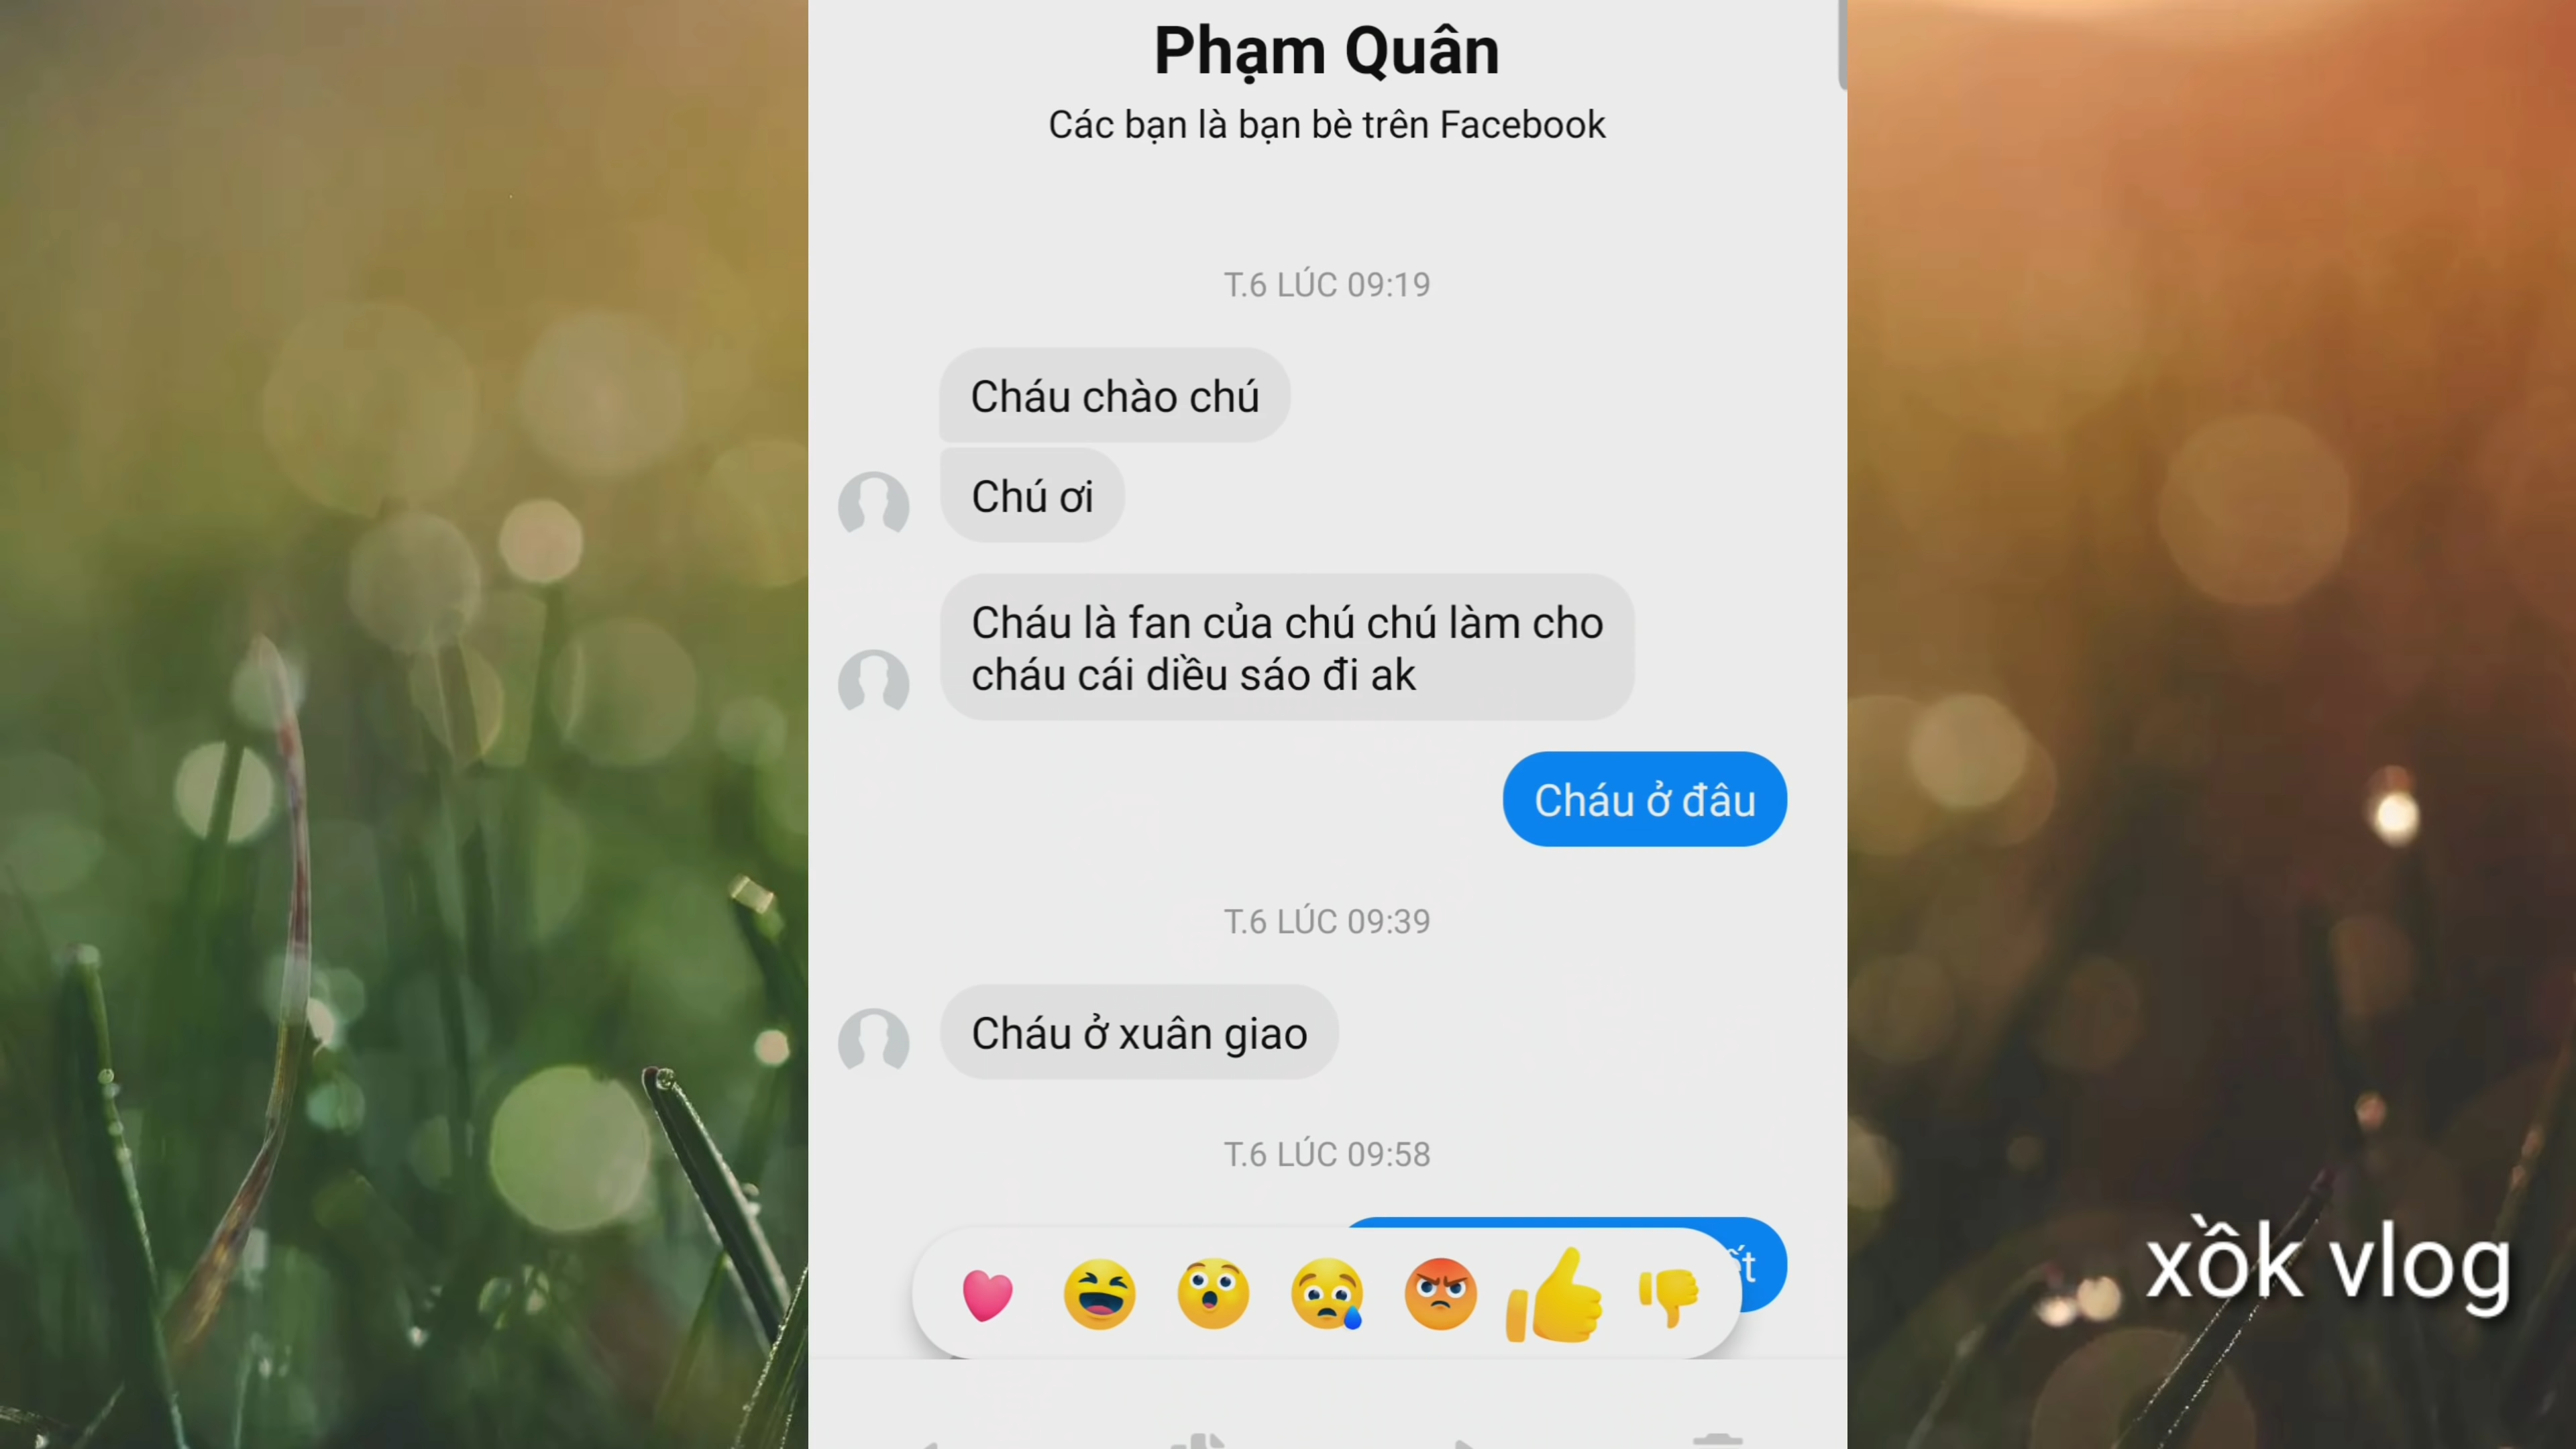 Phạm Quân
Các bạn là bạn bè trên Facebook
T.6 LÚC 09:19
Cháu chào chú
Chú ơi
Cháu là fan của chú chú làm cho
cháu cái diều sáo đi ak
Cháu ở đâu
T.6 LÚC 09:39
Cháu ở xuân giao
T.6 LÚC 09:58
xồk vlog